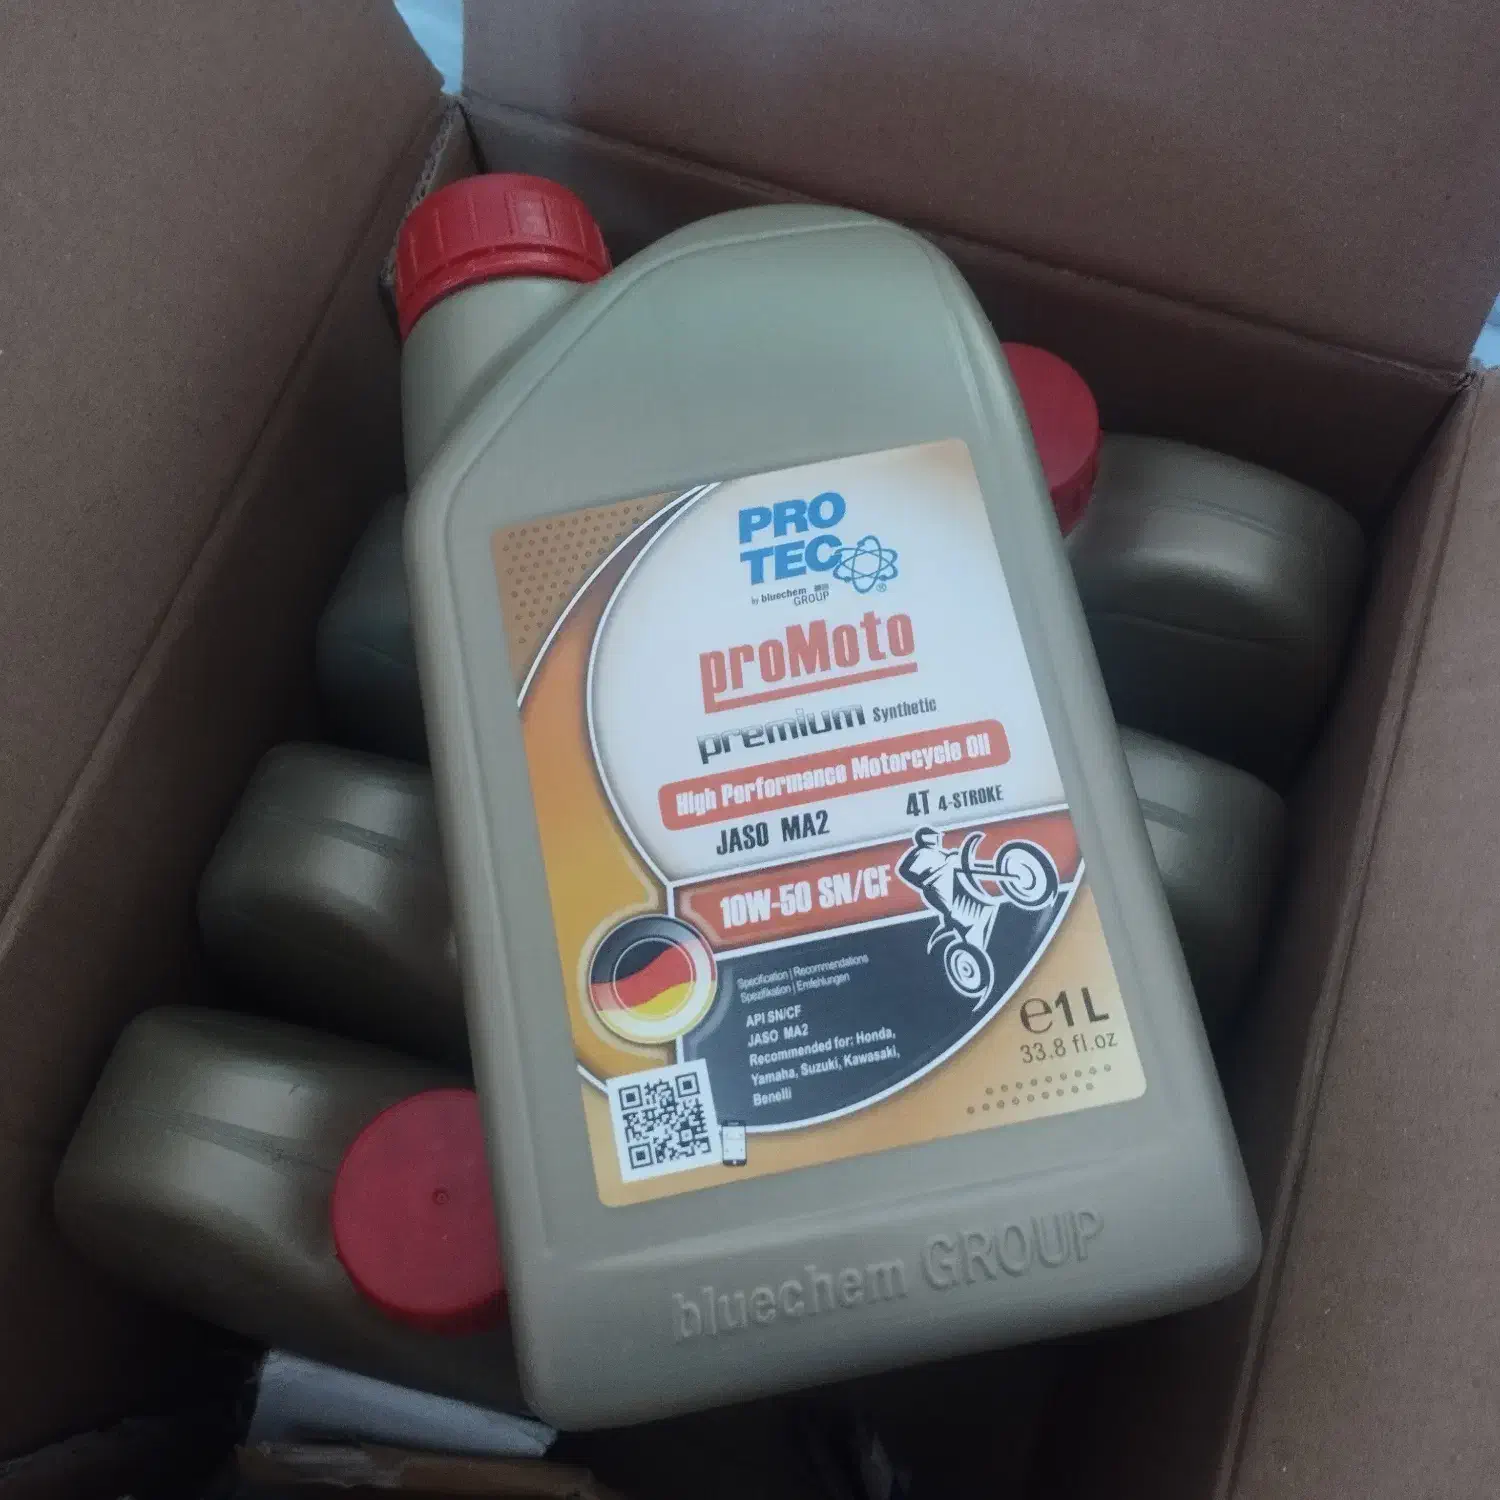 PRO
TEC ®
by bluechem GROUP
proMoto
premium Synthetic
High Performance Motorcycle Oil
JASO MA2 4T 4-STROKE
10W-50 SN/CF
Specification | Recommendations
Spezifikation | Emfehlungen
API SN/CF
JASO MA2
Recommended for: Honda,
Yamaha, Suzuki, Kawasaki,
Benelli
℮1 L
33.8 fl.oz
bluechem GROUP